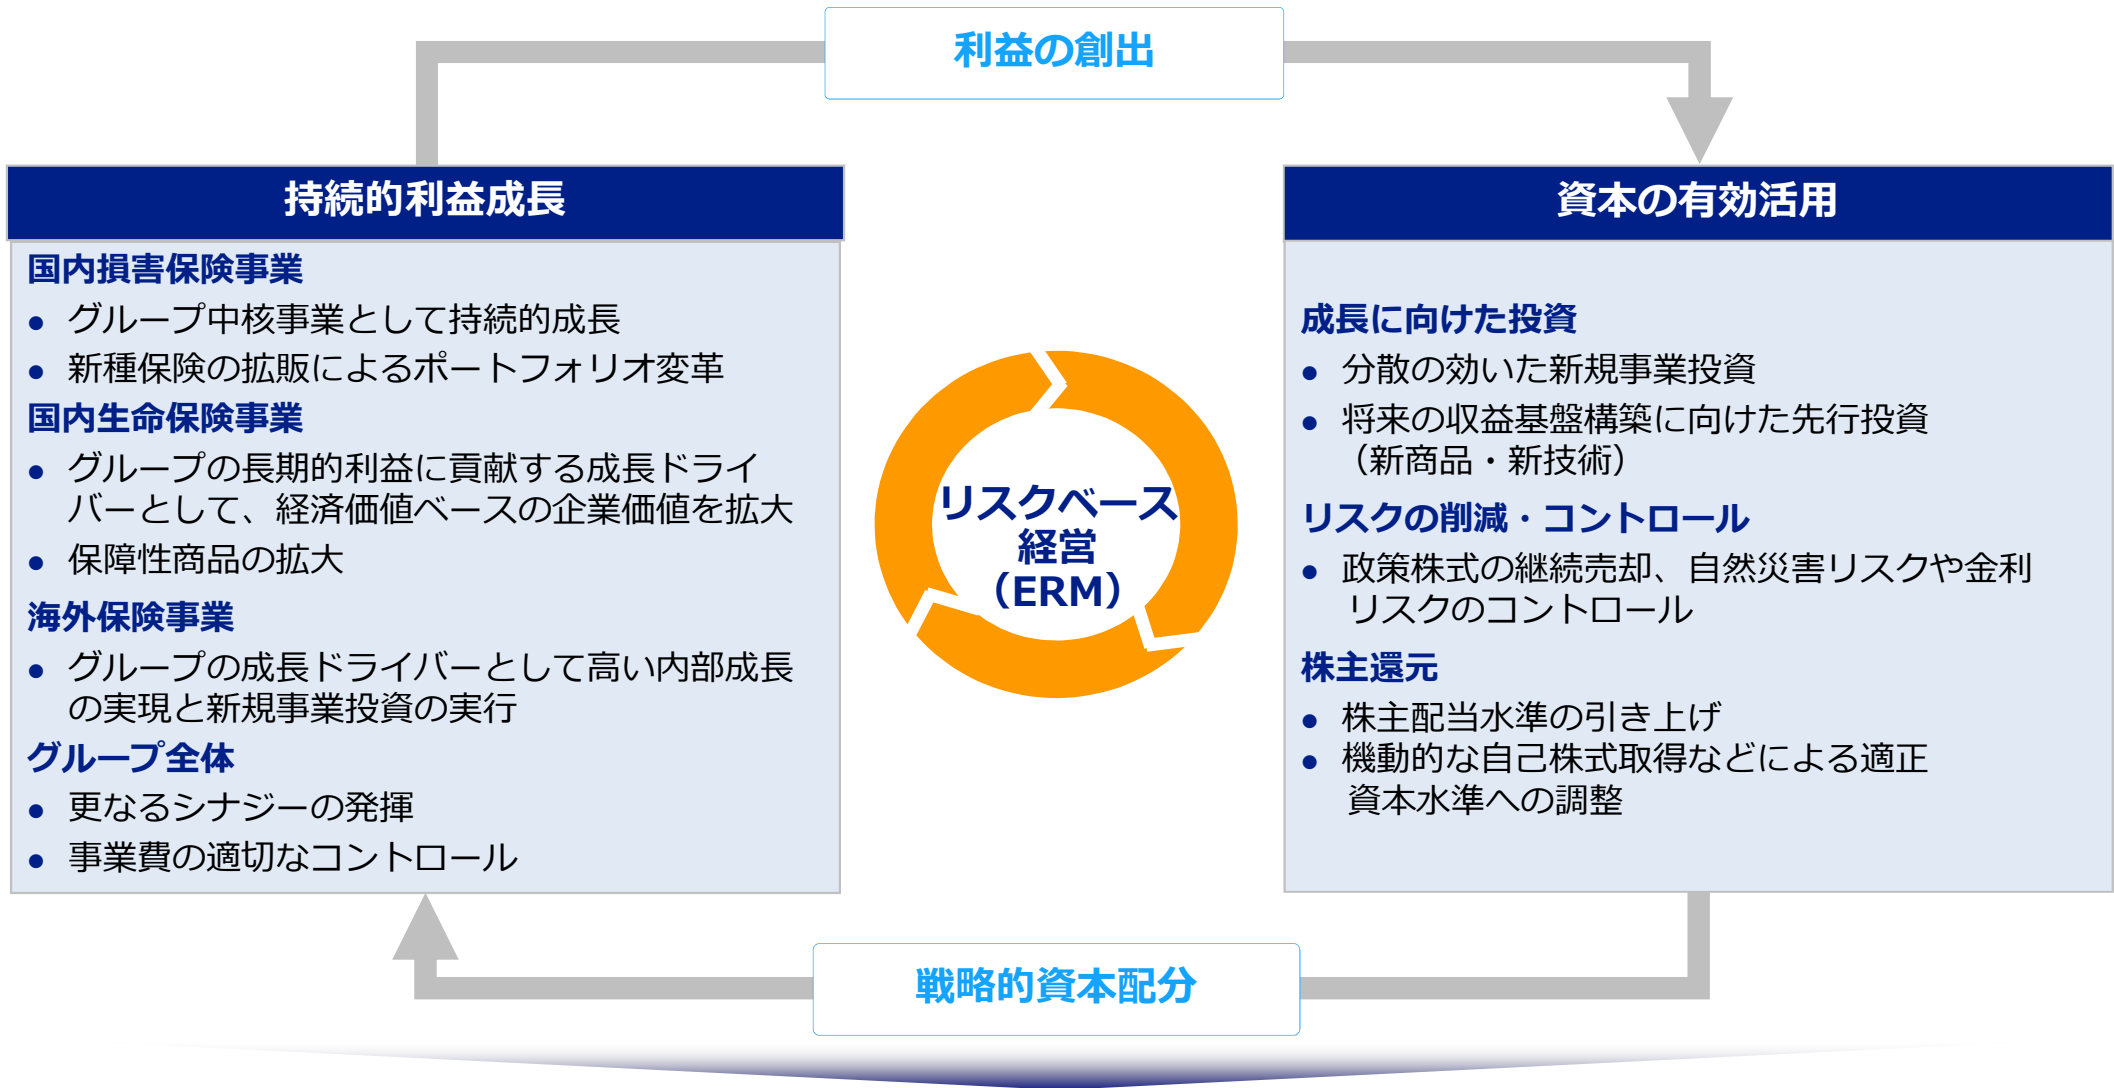 利益の創出
持続的利益成長
国内損害保険事業
● グループ中核事業として持続的成長
● 新種保険の拡販によるポートフォリオ変革
国内生命保険事業
● グループの長期的利益に貢献する成長ドライ
バーとして、経済価値ベースの企業価値を拡大
● 保障性商品の拡大
海外保険事業
● グループの成長ドライバーとして高い内部成長
の実現と新規事業投資の実行
グループ全体
● 更なるシナジーの発揮
● 事業費の適切なコントロール
リスクベース
経営
（ERM）
資本の有効活用
成長に向けた投資
● 分散の効いた新規事業投資
● 将来の収益基盤構築に向けた先行投資
（新商品・新技術）
リスクの削減・コントロール
● 政策株式の継続売却、自然災害リスクや金利
リスクのコントロール
株主還元
● 株主配当水準の引き上げ
● 機動的な自己株式取得などによる適正
資本水準への調整
戦略的資本配分